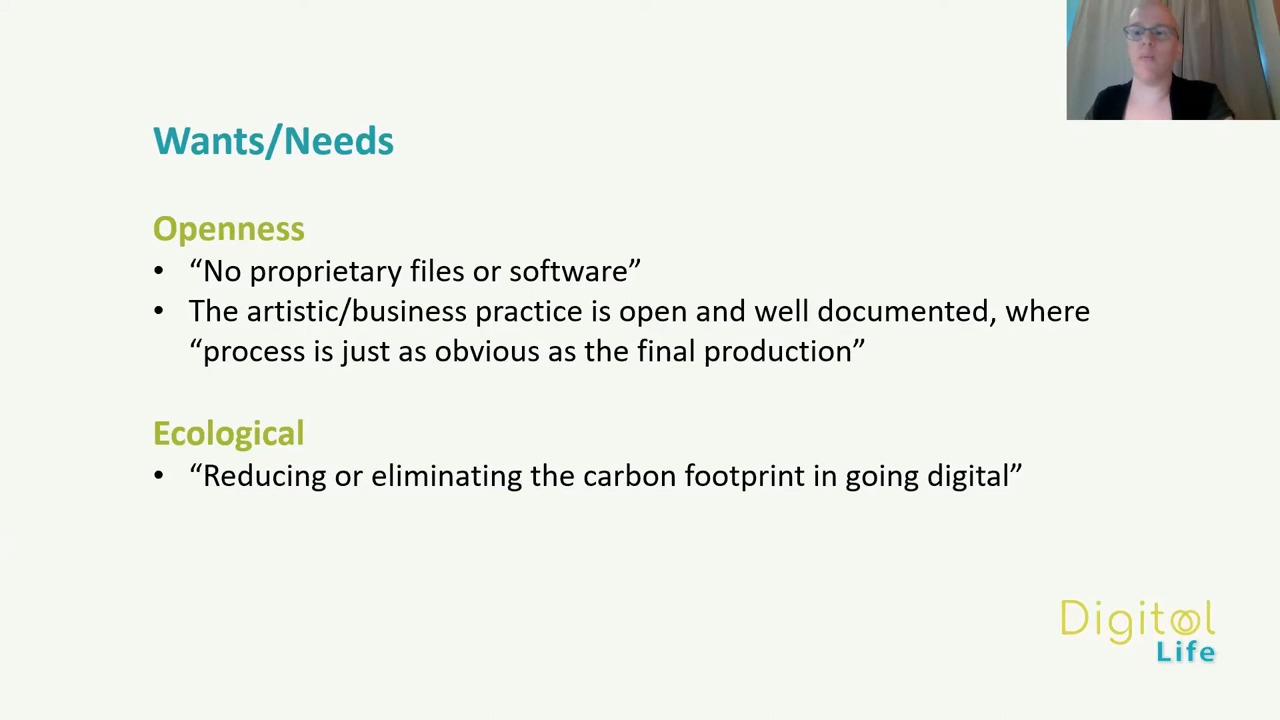 Wants/Needs
Openness
• “No proprietary files or software”
• The artistic/business practice is open and well documented, where
“process is just as obvious as the final production”
Ecological
• “Reducing or eliminating the carbon footprint in going digital”
Digitool
Life